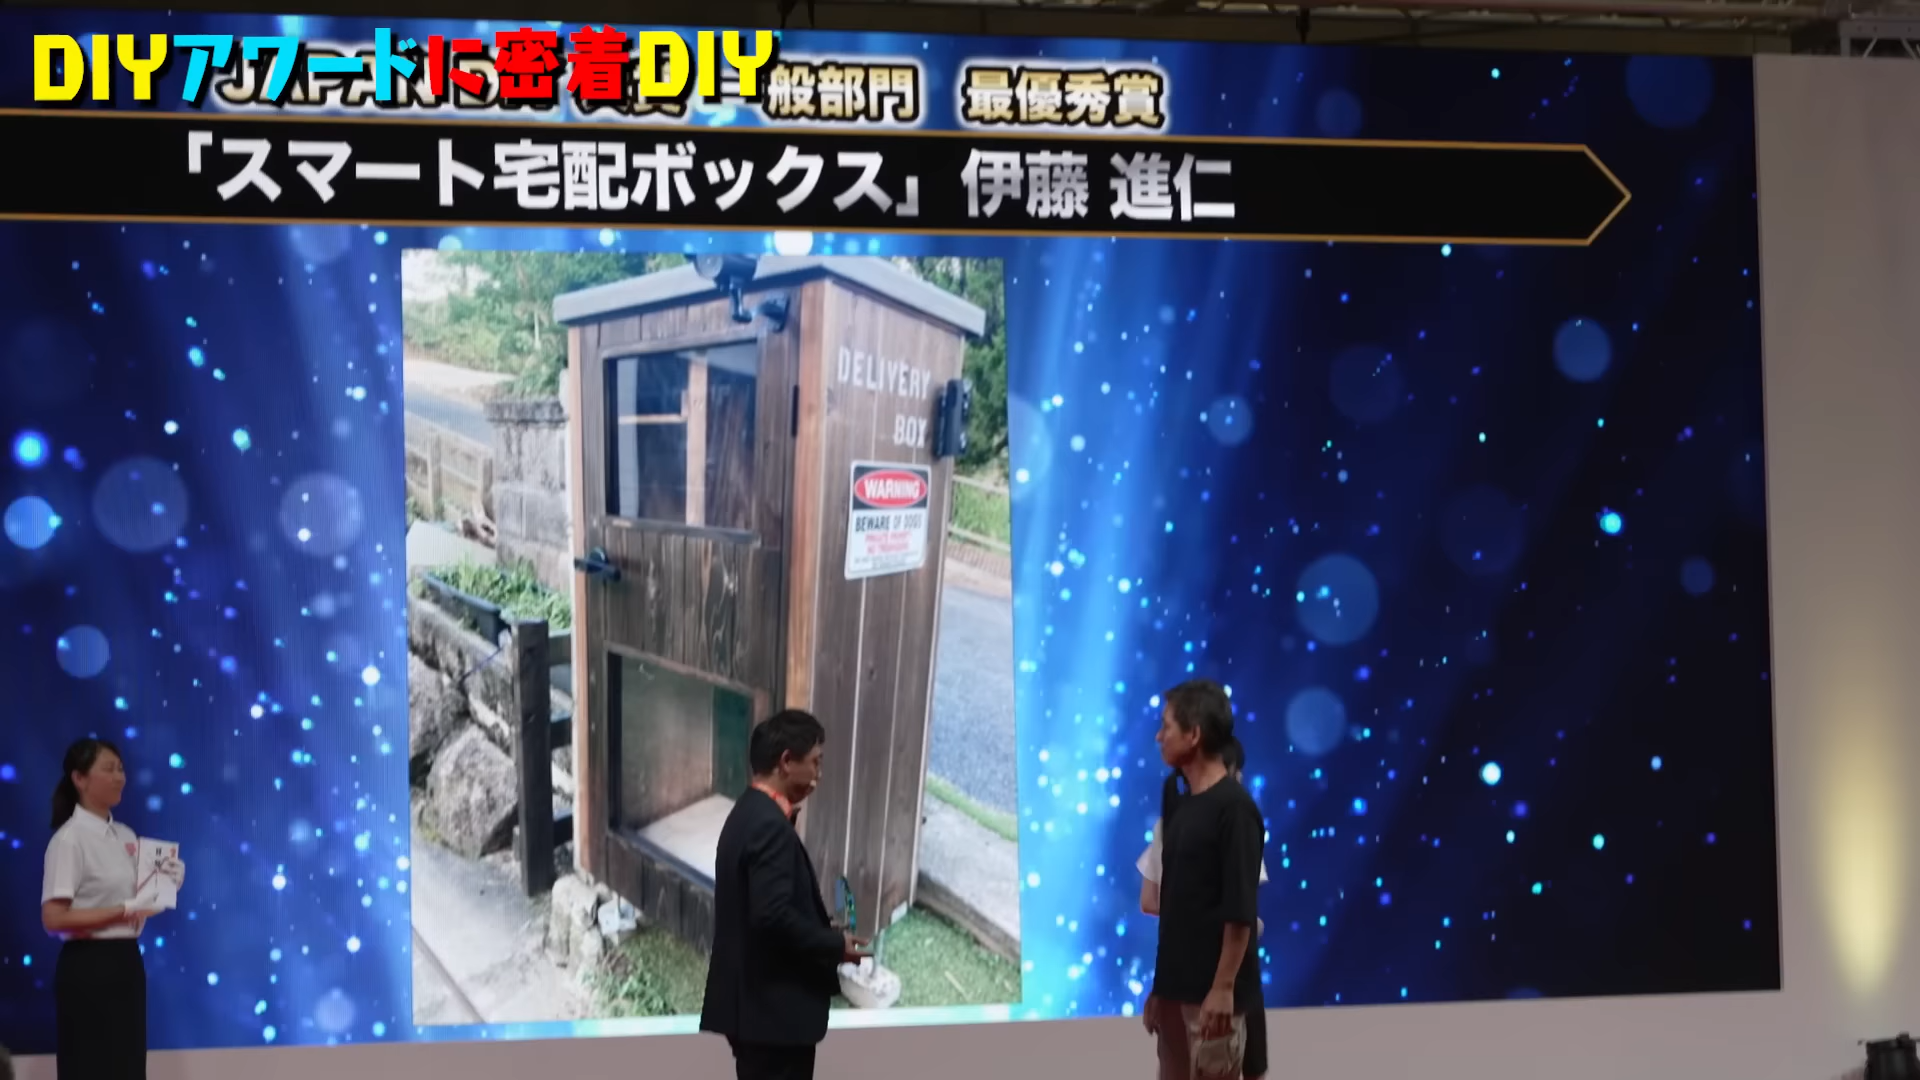 DIYアワードに密着DIY
JAPAN D 一般部門 最優秀賞
「スマート宅配ボックス」 伊藤 進仁
DELIVERY
BOX
WARNING
BEWARE OF DOGS